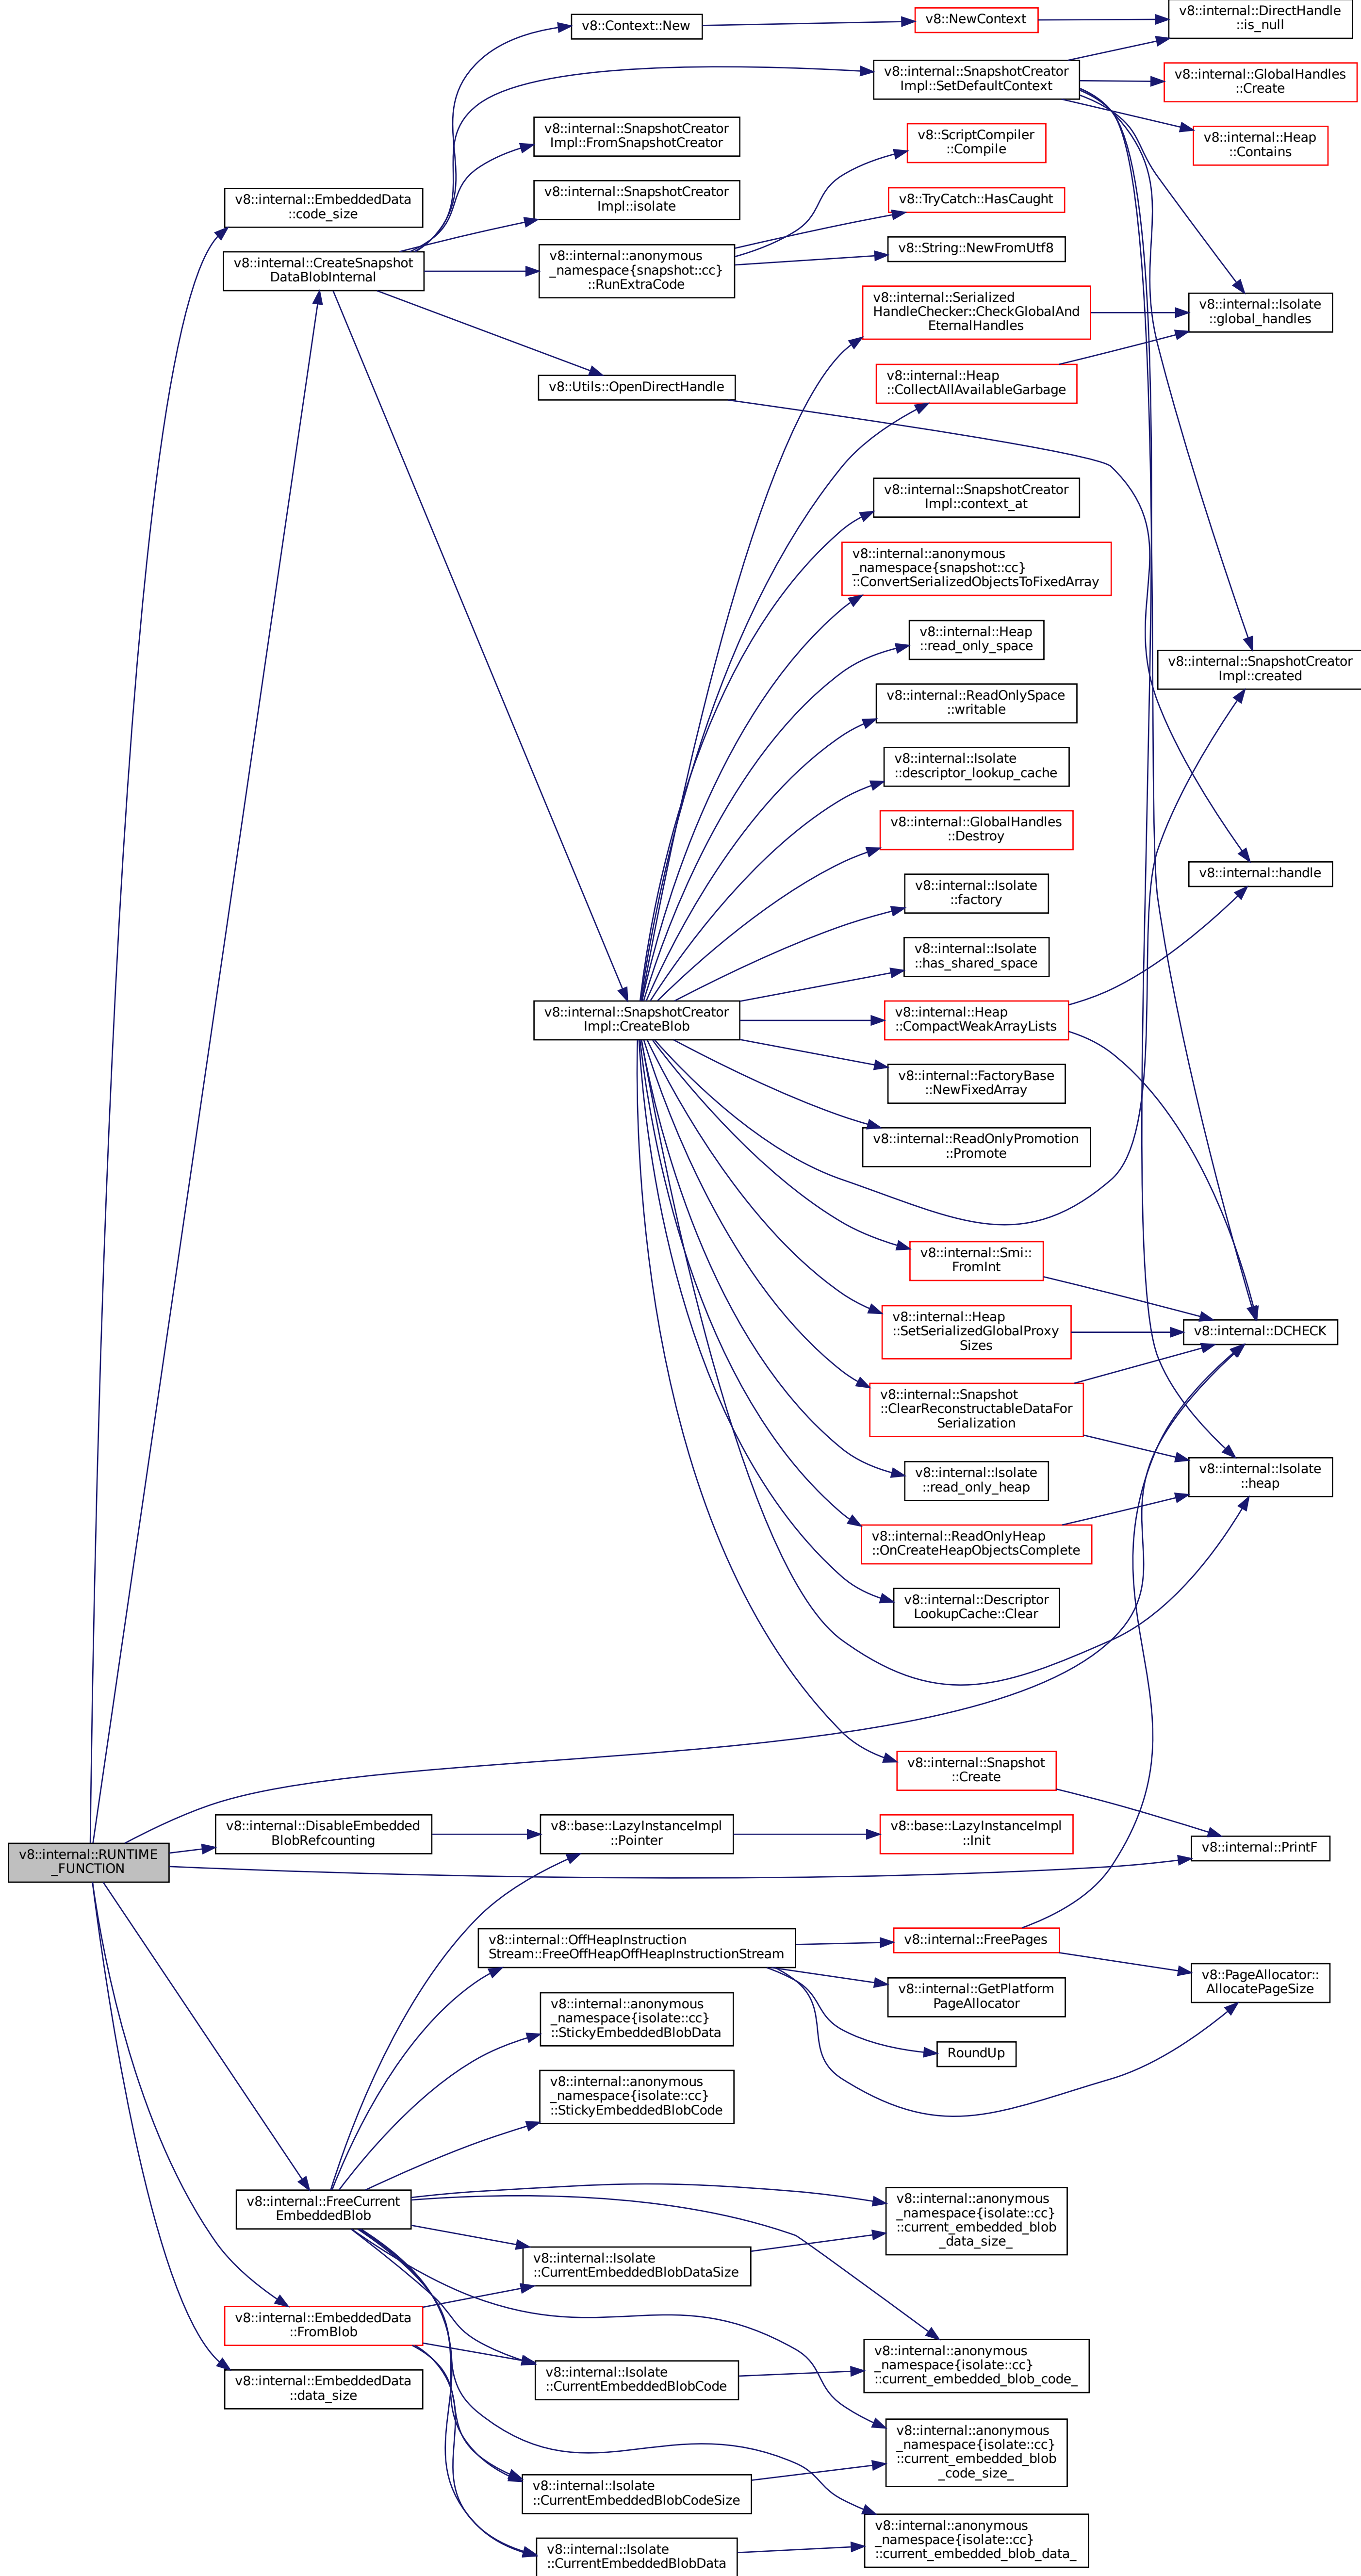 v8::internal::RUNTIME
_FUNCTION
v8::internal::EmbeddedData
::code_size
v8::internal::CreateSnapshot
DataBlobInternal
v8::internal::DisableEmbedded
BlobRefcounting
v8::internal::FreeCurrent
EmbeddedBlob
v8::internal::EmbeddedData
::FromBlob
v8::internal::EmbeddedData
::data_size
v8::Context::New
v8::internal::SnapshotCreator
Impl::FromSnapshotCreator
v8::internal::SnapshotCreator
Impl::isolate
v8::internal::anonymous
_namespace{snapshot::cc}
::RunExtraCode
v8::Utils::OpenDirectHandle
v8::internal::SnapshotCreator
Impl::CreateBlob
v8::base::LazyInstanceImpl
::Pointer
v8::internal::OffHeapInstruction
Stream::FreeOffHeapOffHeapInstructionStream
v8::internal::anonymous
_namespace{isolate::cc}
::StickyEmbeddedBlobData
v8::internal::anonymous
_namespace{isolate::cc}
::StickyEmbeddedBlobCode
v8::internal::Isolate
::CurrentEmbeddedBlobDataSize
v8::internal::Isolate
::CurrentEmbeddedBlobCode
v8::internal::Isolate
::CurrentEmbeddedBlobCodeSize
v8::internal::Isolate
::CurrentEmbeddedBlobData
v8::NewContext
v8::internal::SnapshotCreator
Impl::SetDefaultContext
v8::ScriptCompiler
::Compile
v8::TryCatch::HasCaught
v8::String::NewFromUtf8
v8::internal::Serialized
HandleChecker::CheckGlobalAnd
EternalHandles
v8::internal::Heap
::CollectAllAvailableGarbage
v8::internal::SnapshotCreator
Impl::context_at
v8::internal::anonymous
_namespace{snapshot::cc}
::ConvertSerializedObjectsToFixedArray
v8::internal::Heap
::read_only_space
v8::internal::ReadOnlySpace
::writable
v8::internal::Isolate
::descriptor_lookup_cache
v8::internal::GlobalHandles
::Destroy
v8::internal::Isolate
::factory
v8::internal::Isolate
::has_shared_space
v8::internal::Heap
::CompactWeakArrayLists
v8::internal::FactoryBase
::NewFixedArray
v8::internal::ReadOnlyPromotion
::Promote
v8::internal::Smi::
FromInt
v8::internal::Heap
::SetSerializedGlobalProxy
Sizes
v8::internal::Snapshot
::ClearReconstructableDataFor
Serialization
v8::internal::Isolate
::read_only_heap
v8::internal::ReadOnlyHeap
::OnCreateHeapObjectsComplete
v8::internal::Descriptor
LookupCache::Clear
v8::internal::Snapshot
::Create
v8::base::LazyInstanceImpl
::Init
v8::internal::FreePages
v8::internal::GetPlatform
PageAllocator
RoundUp
v8::internal::anonymous
_namespace{isolate::cc}
::current_embedded_blob
_data_size_
v8::internal::anonymous
_namespace{isolate::cc}
::current_embedded_blob_code_
v8::internal::anonymous
_namespace{isolate::cc}
::current_embedded_blob
_code_size_
v8::internal::anonymous
_namespace{isolate::cc}
::current_embedded_blob_data_
v8::internal::DirectHandle
::is_null
v8::internal::GlobalHandles
::Create
v8::internal::Heap
::Contains
v8::internal::Isolate
::global_handles
v8::internal::SnapshotCreator
Impl::created
v8::internal::handle
v8::internal::DCHECK
v8::internal::Isolate
::heap
v8::internal::PrintF
v8::PageAllocator::
AllocatePageSize